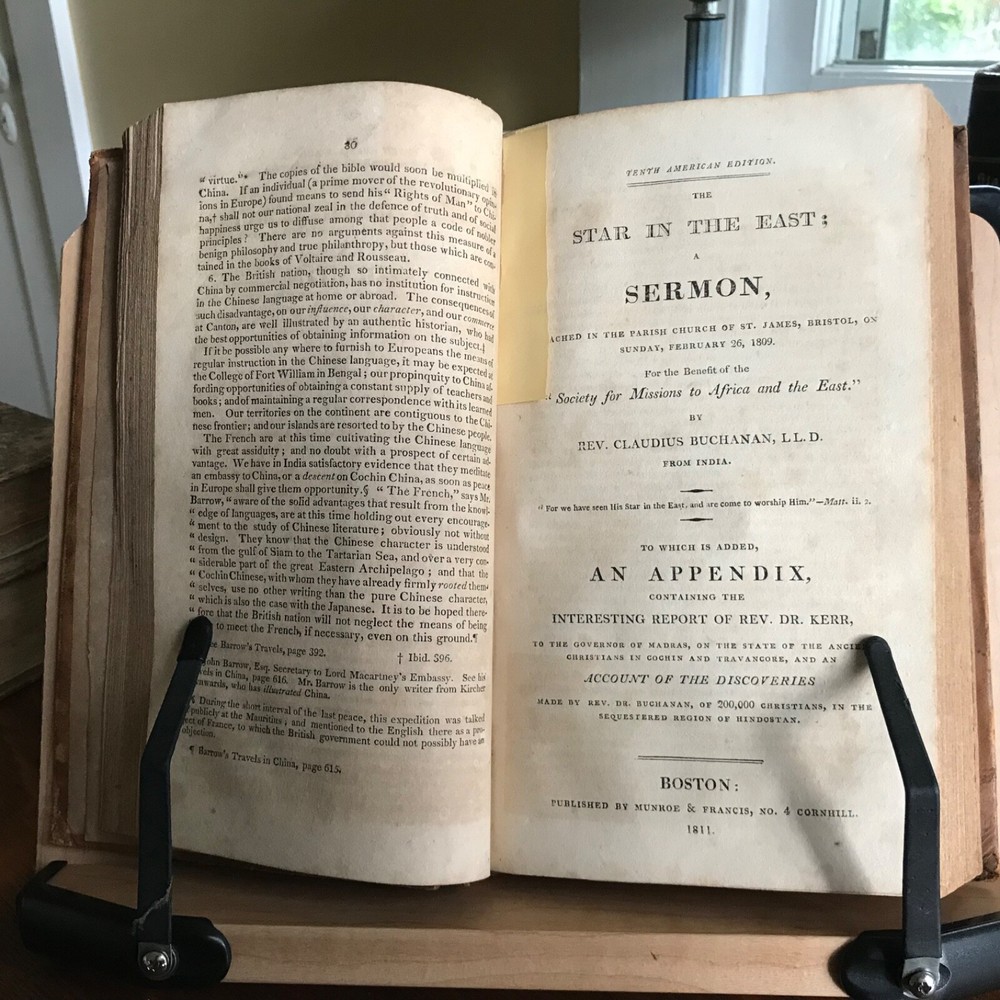 36
" virtue."* The copies of the bible would soon be multiplied in
China. If an individual (a prime mover of the revolutionary opin-
ions in Europe) found means to send his " Rights of Man" to Chi-
na,† shall not our national zeal in the defence of truth and of social
happiness urge us to diffuse among that people a code of nobler
principles? There are no arguments against this measure of a
benign philosophy and true philanthropy, but those which are con-
tained in the books of Voltaire and Rousseau.
6. The British nation, though so intimately connected with
China by commercial negotiation, has no institution for instruction
in the Chinese language at home or abroad. The consequences of
such disadvantage, on our influence, our character, and our commerce
at Canton, are well illustrated by an authentic historian, who had
the best opportunities of obtaining information on the subject.‡
If it be possible any where to furnish to Europeans the means of
regular instruction in the Chinese language, it may be expected at
the College of Fort William in Bengal; our propinquity to China af-
fording opportunities of obtaining a constant supply of teachers and
books; and of maintaining a regular correspondence with its learned
men. Our territories on the continent are contiguous to the Chi-
nese frontier; and our islands are resorted to by the Chinese people.
The French are at this time cultivating the Chinese language
with great assiduity; and no doubt with a prospect of certain ad-
vantage. We have in India satisfactory evidence that they meditate
an embassy to China, or a descent on Cochin China, as soon as peace
in Europe shall give them opportunity.§ " The French," says Mr.
Barrow, " aware of the solid advantages that result from the knowl-
" edge of languages, are at this time holding out every encourage-
" ment to the study of Chinese literature; obviously not without
" design. They know that the Chinese character is understood
" from the gulf of Siam to the Tartarian Sea, and over a very con-
" siderable part of the great Eastern Archipelago; and that the
" Cochin Chinese, with whom they have already firmly rooted them-
" selves, use no other writing than the pure Chinese character,
" which is also the case with the Japanese. It is to be hoped there-
" fore that the British nation will not neglect the means of being
to meet the French, if necessary, even on this ground.¶
Barrow's Travels, page 392. † Ibid. 396.
John Barrow, Esq. Secretary to Lord Macartney's Embassy. See his
in China, page 616. Mr. Barrow is the only writer from Kircher
who has illustrated China.
During the short interval of the last peace, this expedition was talked
publicly at the Mauritius; and mentioned to the English there as a pro-
ject of France, to which the British government could not possibly have an
objection.
¶ Barrow's Travels in China, page 615.
TENTH AMERICAN EDITION.
THE
STAR IN THE EAST;
A
SERMON,
ACHED IN THE PARISH CHURCH OF ST. JAMES, BRISTOL, ON
SUNDAY, FEBRUARY 26, 1809.
For the Benefit of the
" Society for Missions to Africa and the East."
BY
REV. CLAUDIUS BUCHANAN, LL.D.
FROM INDIA.
" For we have seen His Star in the East, and are come to worship Him."—Matt. ii. 2.
TO WHICH IS ADDED,
AN APPENDIX,
CONTAINING THE
INTERESTING REPORT OF REV. DR. KERR,
TO THE GOVERNOR OF MADRAS, ON THE STATE OF THE ANCIENT
CHRISTIANS IN COCHIN AND TRAVANCORE, AND AN
ACCOUNT OF THE DISCOVERIES
MADE BY REV. DR. BUCHANAN, OF 200,000 CHRISTIANS, IN THE
SEQUESTERED REGION OF HINDOSTAN.
BOSTON:
PUBLISHED BY MUNROE & FRANCIS, NO. 4 CORNHILL.
1811.